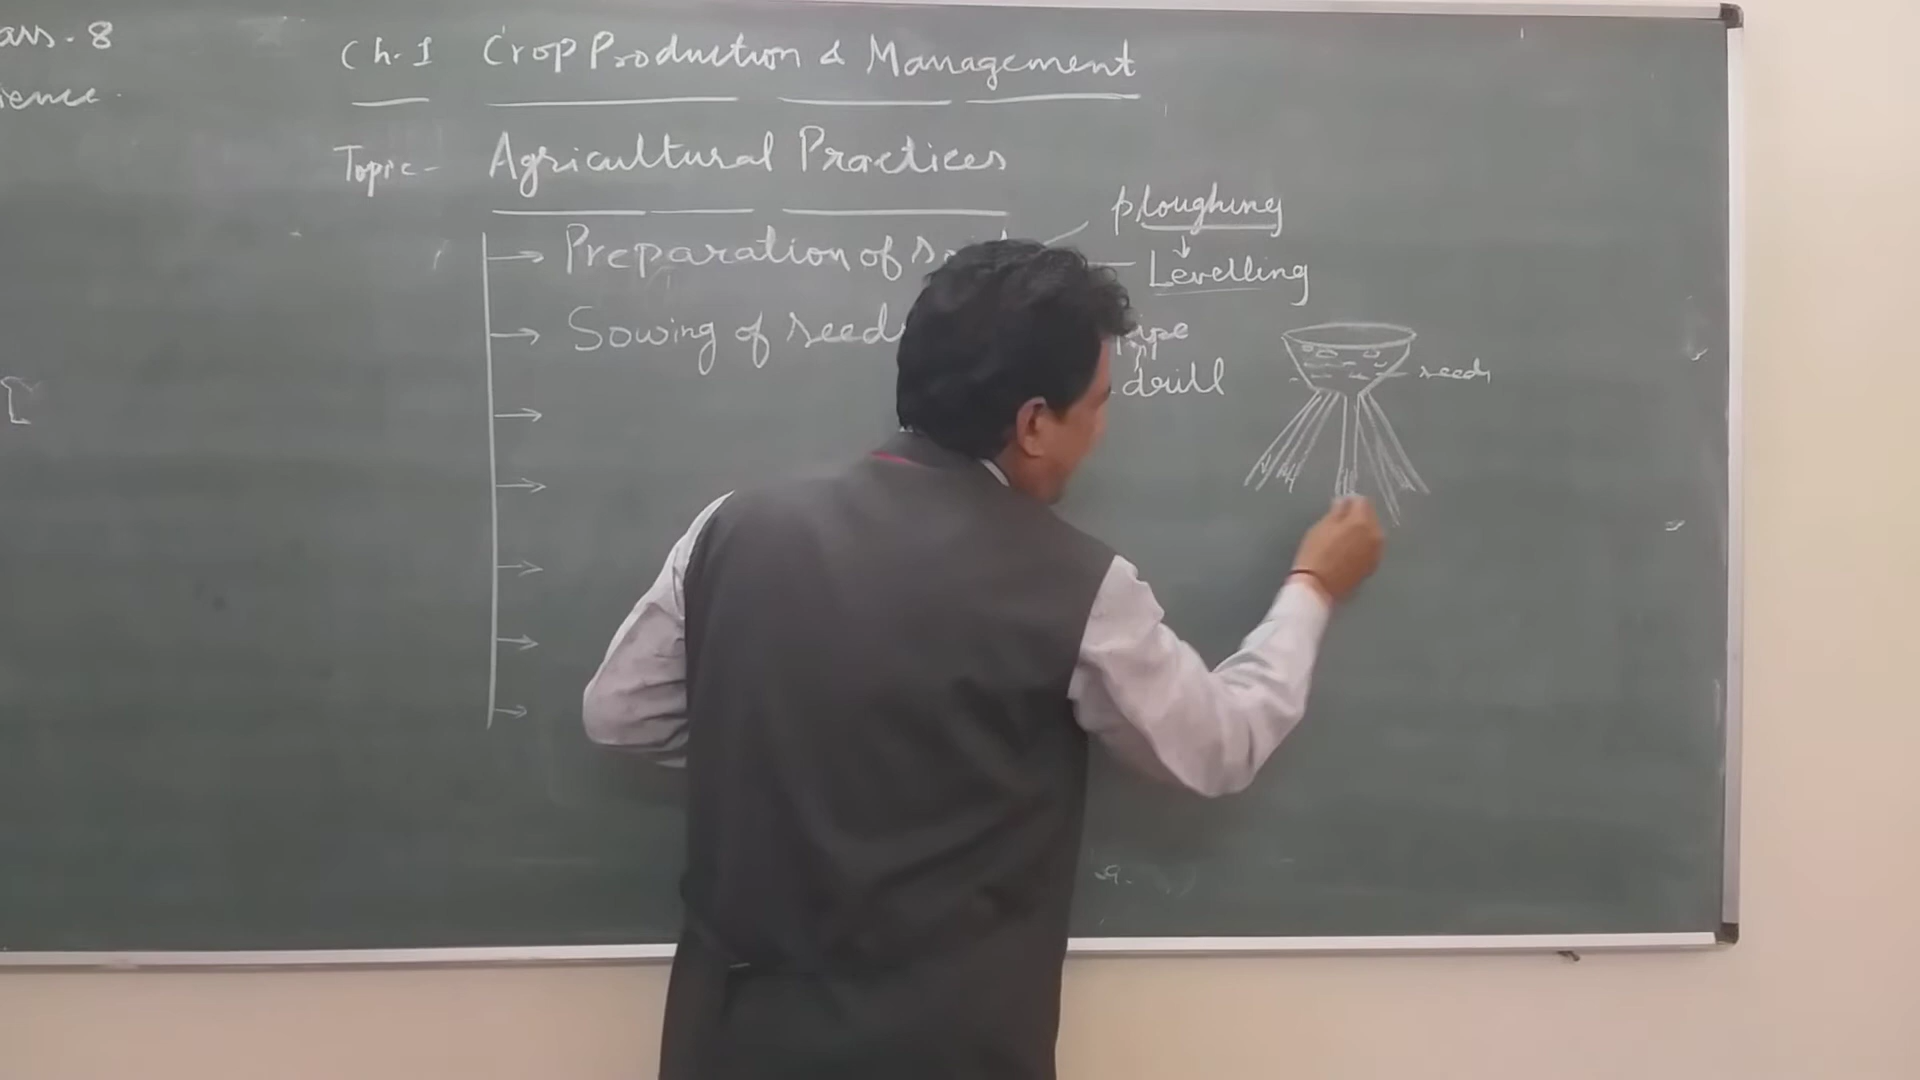 Class - 8
Science
Ch. 1 Crop Production & Management
Topic - Agricultural Practices
→ Preparation of
ploughing
↓
Levelling
→ Sowing of seeds
drill
seeds